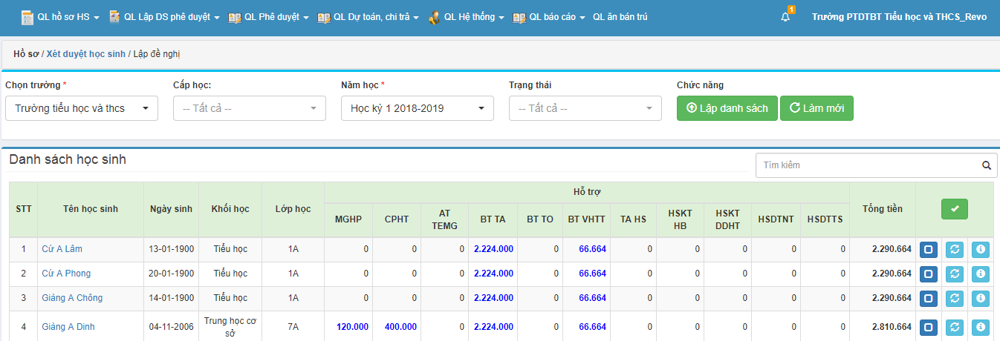 QL hồ sơ HS QL Lập DS phê duyệt QL Phê duyệt QL Dự toán, chi trả QL Hệ thống QL báo cáo QL ăn bán trú 1 Trường PTDTBT Tiểu học và THCS_Revo
Hồ sơ / Xét duyệt học sinh / Lập đề nghị
Chọn trường * Cấp học: Năm học * Trạng thái Chức năng
Trường tiểu học và thcs -- Tất cả -- Học kỳ 1 2018-2019 -- Tất cả -- Lập danh sách Làm mới
Danh sách học sinh Tìm kiếm
STT Tên học sinh Ngày sinh Khối học Lớp học Hỗ trợ Tổng tiền
MGHP CPHT AT TEMG BT TA BT TO BT VHTT TA HS HSKT HB HSKT DDHT HSDTNT HSDTTS
1 Cứ A Lâm 13-01-1900 Tiểu học 1A 0 0 0 2.224.000 0 66.664 0 0 0 0 0 2.290.664
2 Cứ A Phong 20-01-1900 Tiểu học 1A 0 0 0 2.224.000 0 66.664 0 0 0 0 0 2.290.664
3 Giàng A Chông 14-01-1900 Tiểu học 1A 0 0 0 2.224.000 0 66.664 0 0 0 0 0 2.290.664
4 Giàng A Dinh 04-11-2006 Trung học cơ sở 7A 120.000 400.000 0 2.224.000 0 66.664 0 0 0 0 0 2.810.664